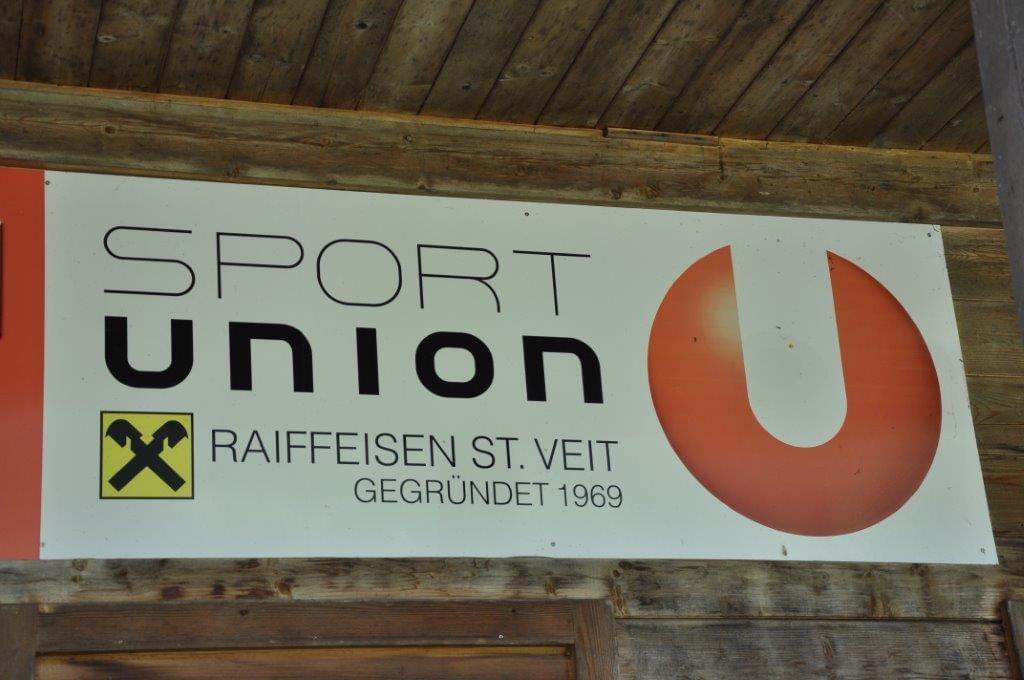 SPORT
union
RAIFFEISEN ST. VEIT
GEGRÜNDET 1969